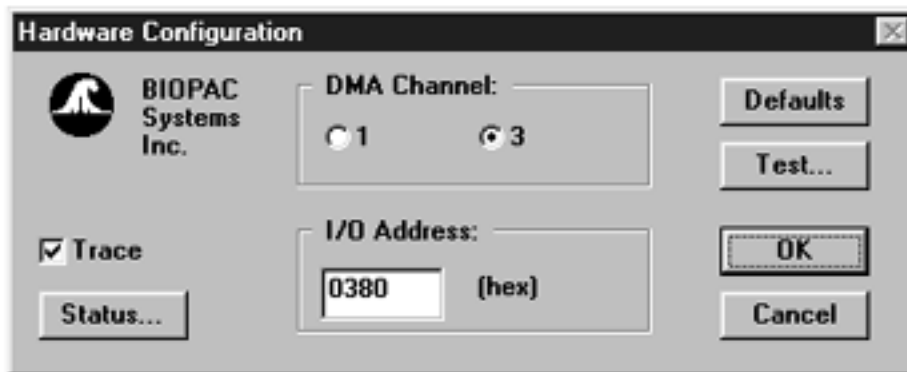 Hardware Configuration
BIOPAC
Systems
Inc.
DMA Channel:
1
3
Defaults
Test...
Trace
Status...
I/O Address:
0380
(hex)
OK
Cancel